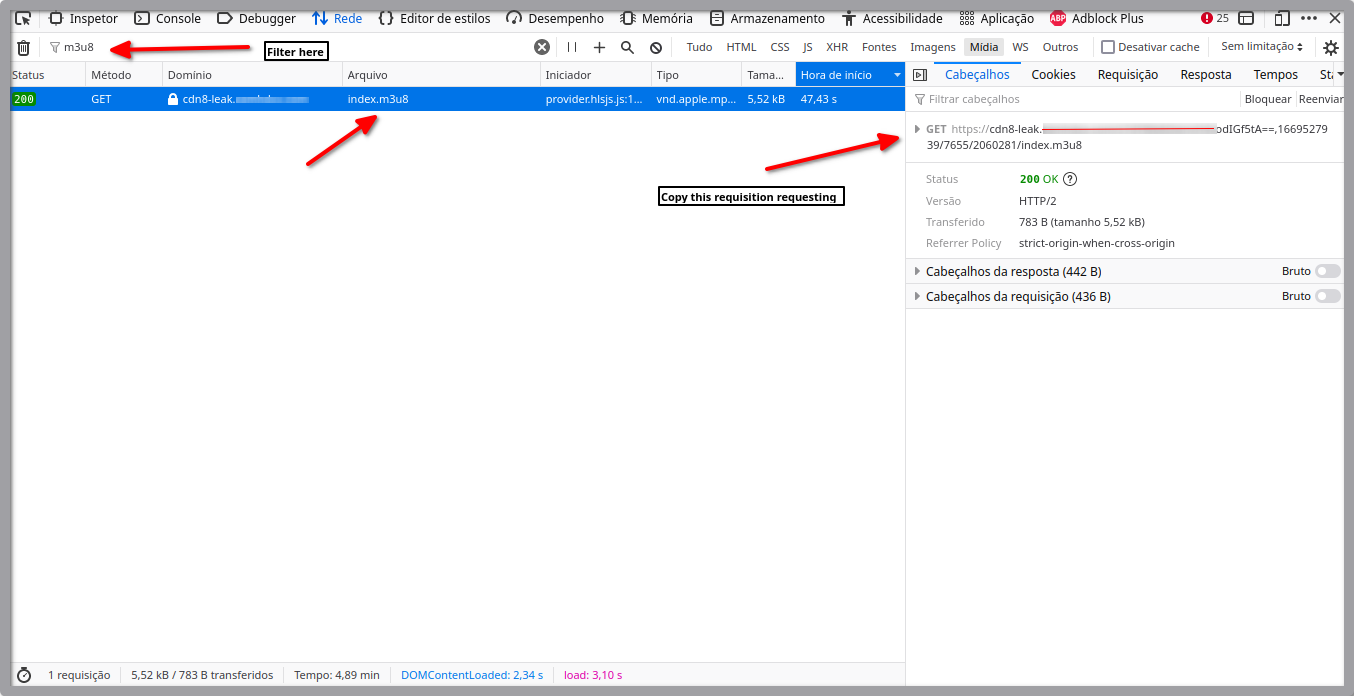 Inspetor Console Debugger Rede Editor de estilos Desempenho Memória Armazenamento Acessibilidade Aplicação ABP Adblock Plus 25
m3u8 Filter here Tudo HTML CSS JS XHR Fontes Imagens Mídia WS Outros Desativar cache Sem limitação
Status Método Domínio Arquivo Iniciador Tipo Tama... Hora de início
200 GET cdn8-leak. index.m3u8 provider.hlsjs.js:1... vnd.apple.mp... 5,52 kB 47,43 s
Cabeçalhos Cookies Requisição Resposta Tempos
Filtrar cabeçalhos Bloquear Reenviar
GET https://cdn8-leak. odIGf5tA==,16695279
39/7655/2060281/index.m3u8
Copy this requisition requesting
Status 200 OK ?
Versão HTTP/2
Transferido 783 B (tamanho 5,52 kB)
Referrer Policy strict-origin-when-cross-origin
Cabeçalhos da resposta (442 B) Bruto
Cabeçalhos da requisição (436 B) Bruto
1 requisição 5,52 kB / 783 B transferidos Tempo: 4,89 min DOMContentLoaded: 2,34 s load: 3,10 s